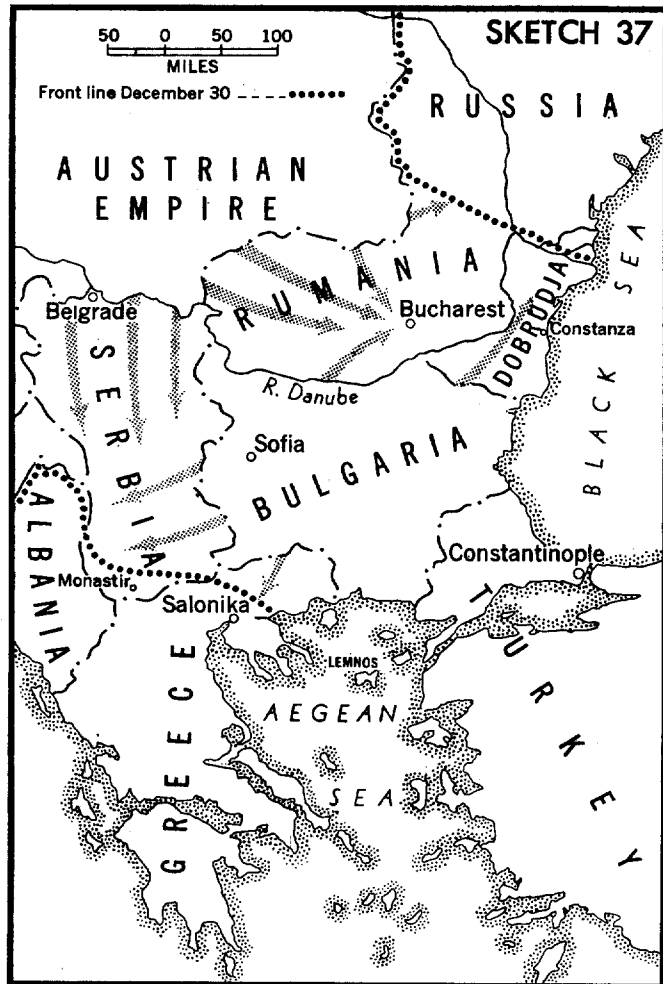 SKETCH 37
50 0 50 100
MILES
Front line December 30
RUSSIA
AUSTRIAN
EMPIRE
RUMANIA
Bucharest
Belgrade
DOBRUDJA
Constanza
BLACK SEA
R. Danube
SERBIA
Sofia
BULGARIA
ALBANIA
Constantinople
Monastir
Salonika
TURKEY
LEMNOS
GREECE
AEGEAN
SEA